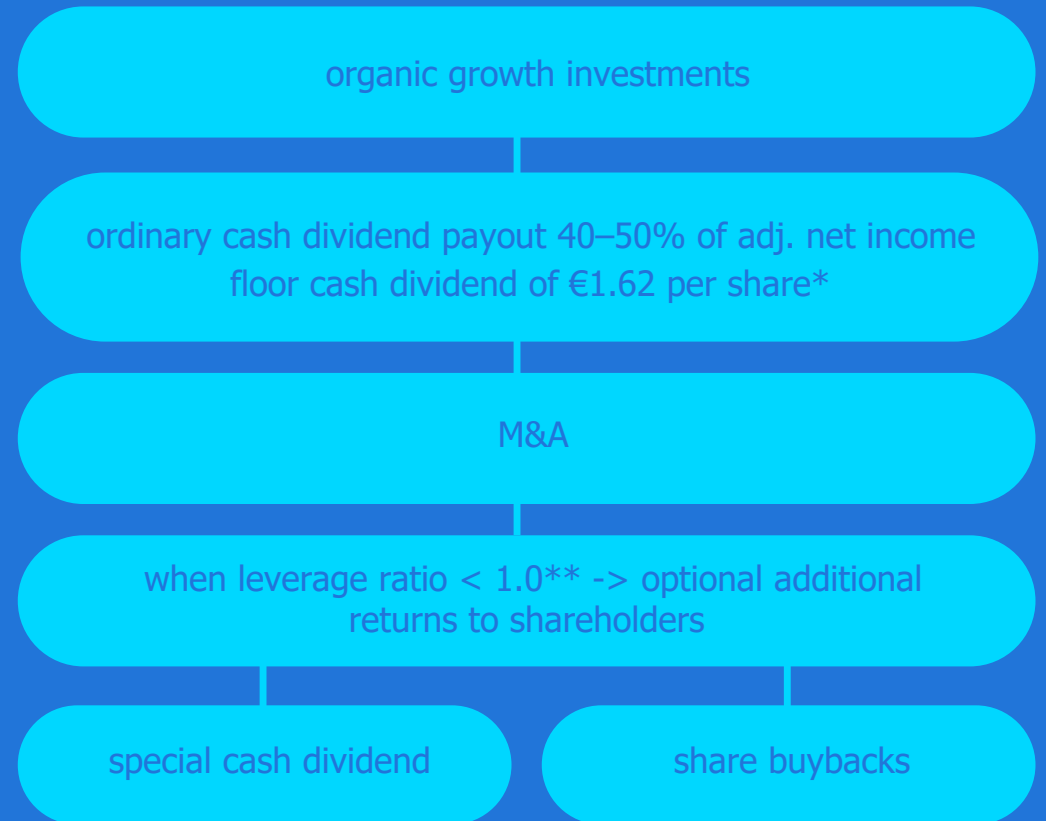 organic growth investments
ordinary cash dividend payout 40–50% of adj. net income
floor cash dividend of €1.62 per share*
M&A
when leverage ratio < 1.0** -> optional additional
returns to shareholders
special cash dividend
share buybacks